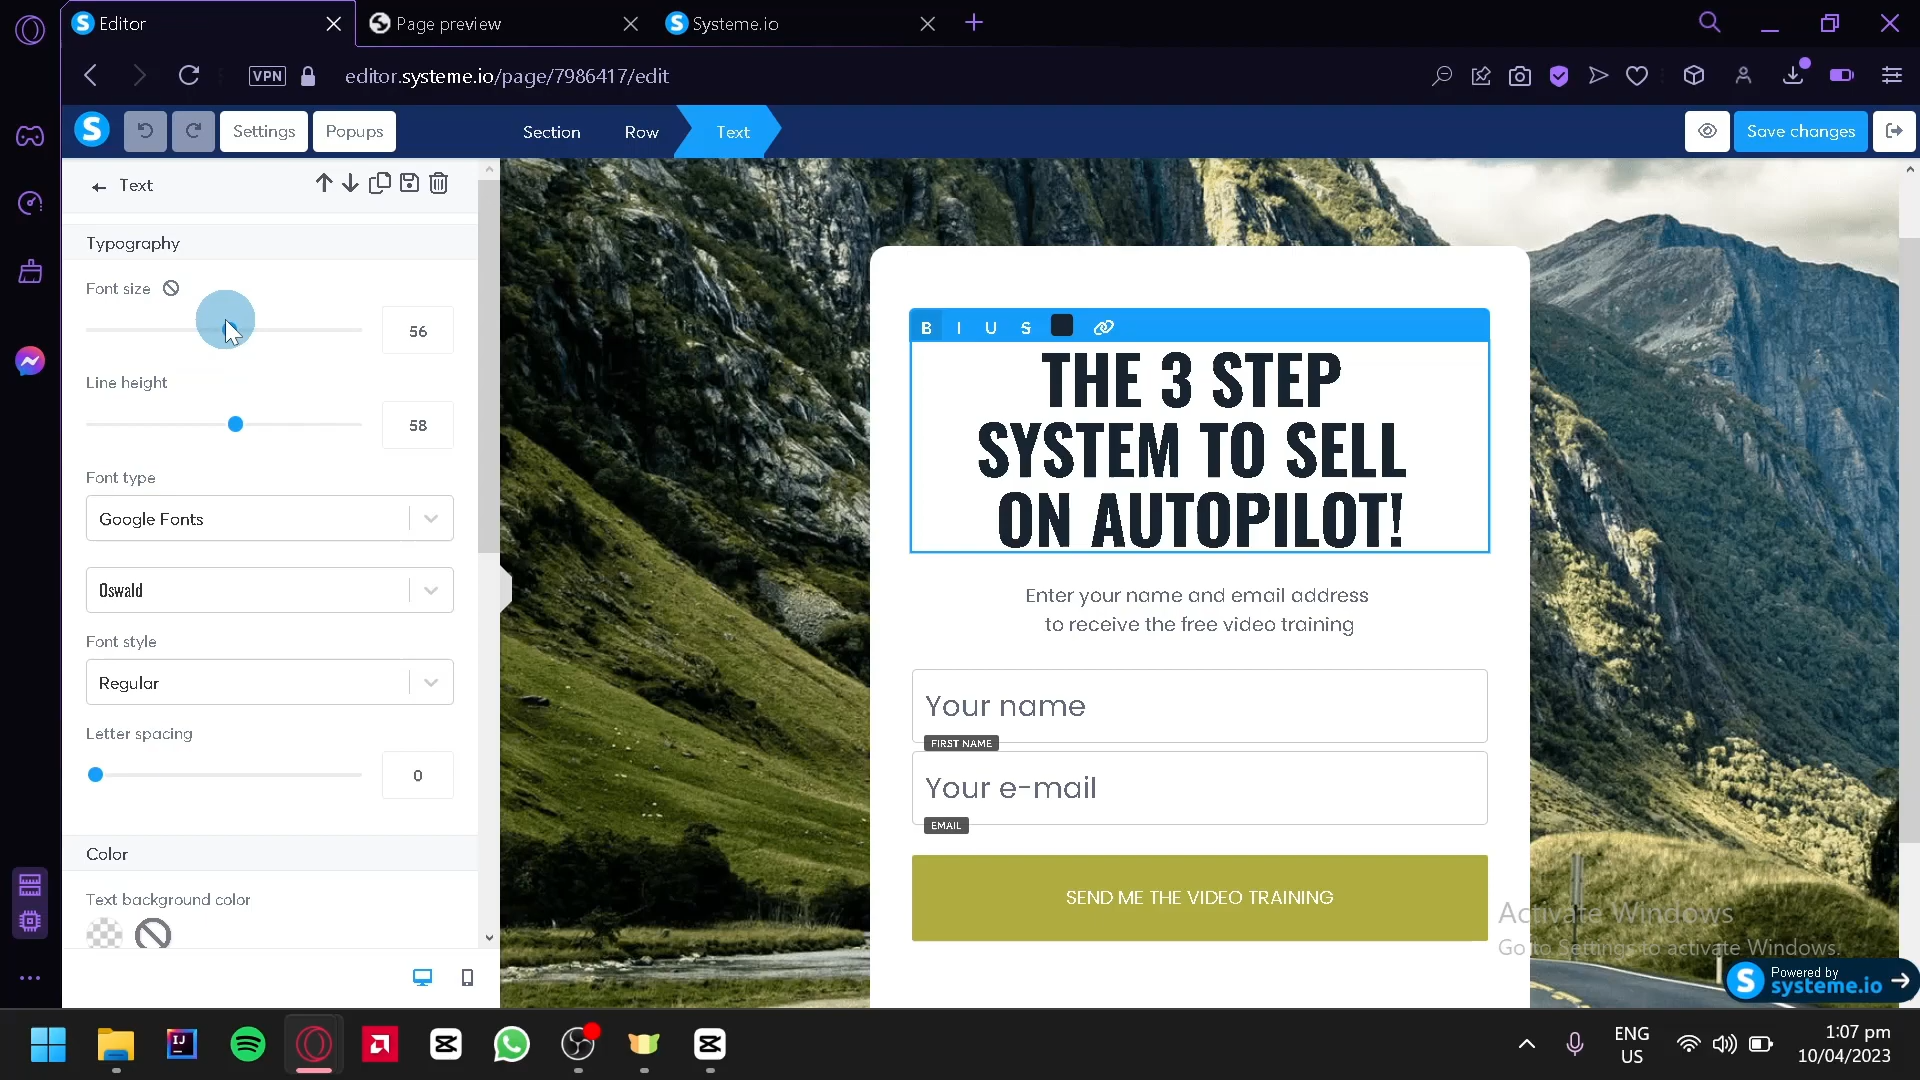 Editor
Page preview
Systeme.io
VPN
editor.systeme.io/page/7986417/edit
S
Settings
Popups
Section
Row
Text
Save changes
Text
Typography
Font size
56
Line height
58
Font type
Google Fonts
Oswald
Font style
Regular
Letter spacing
0
Color
Text background color
B I U S
THE 3 STEP
SYSTEM TO SELL
ON AUTOPILOT!
Enter your name and email address
to receive the free video training
Your name
FIRST NAME
Your e-mail
EMAIL
SEND ME THE VIDEO TRAINING
Activate Windows
Go to Settings to activate Windows.
Powered by
systeme.io
ENG
US
1:07 pm
10/04/2023